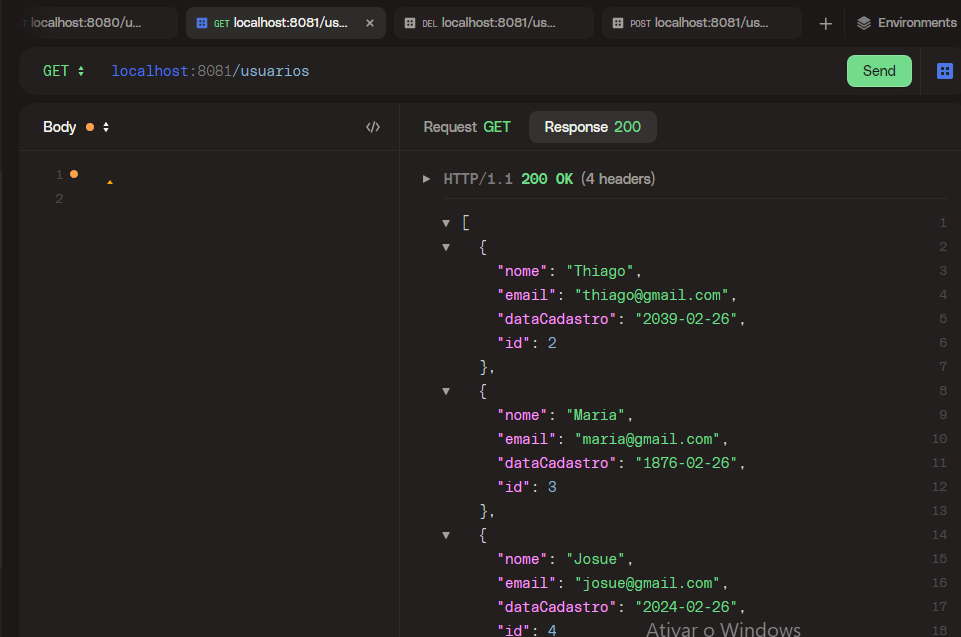 localhost:8080/u...
GET localhost:8081/us... ×
DEL localhost:8081/us...
POST localhost:8081/us...
+
Environments
GET localhost:8081/usuarios
Send
Body
</>
Request GET
Response 200
1
2
HTTP/1.1 200 OK (4 headers)
[ 1
{ 2
"nome": "Thiago", 3
"email": "thiago@gmail.com", 4
"dataCadastro": "2039-02-26", 5
"id": 2 6
}, 7
{ 8
"nome": "Maria", 9
"email": "maria@gmail.com", 10
"dataCadastro": "1876-02-26", 11
"id": 3 12
}, 13
{ 14
"nome": "Josue", 15
"email": "josue@gmail.com", 16
"dataCadastro": "2024-02-26", 17
"id": 4 18
Ativar o Windows